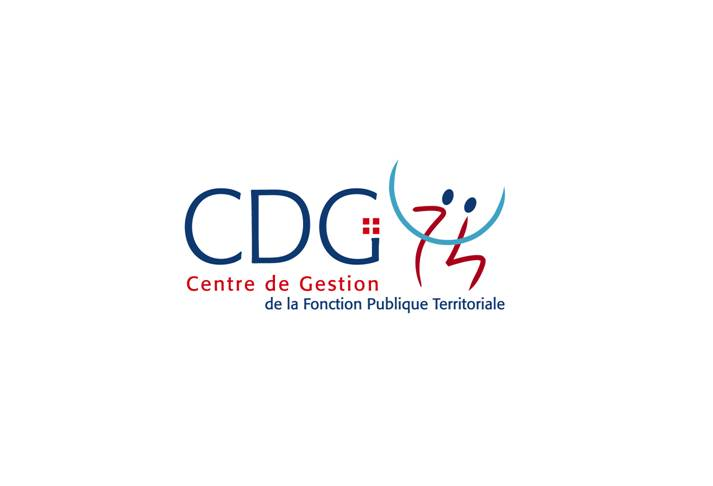 CDG
Centre de Gestion
de la Fonction Publique Territoriale